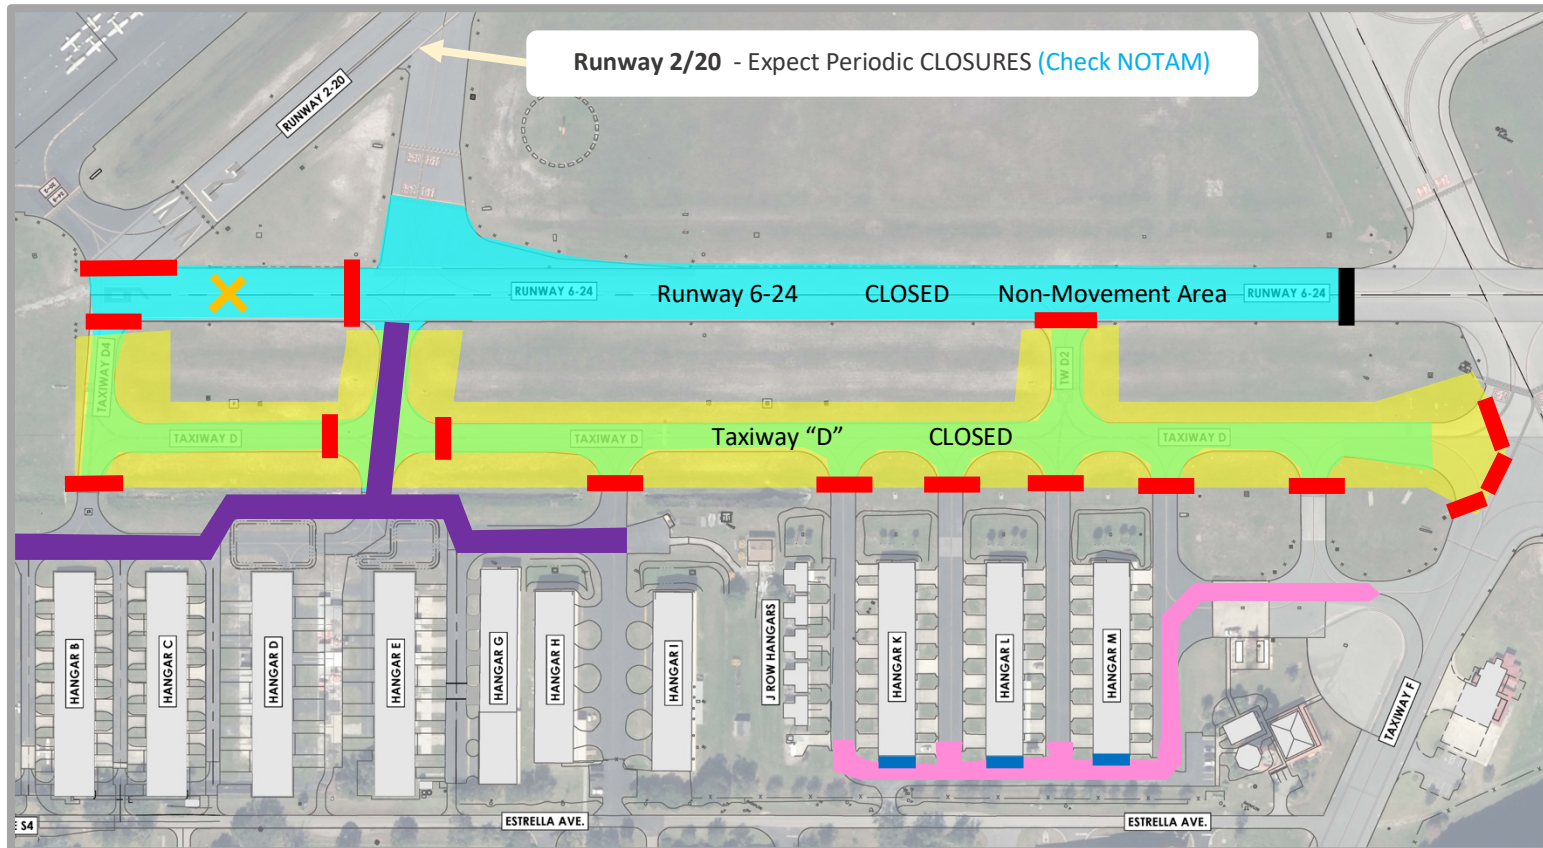 Runway 2/20 - Expect Periodic CLOSURES (Check NOTAM)
RUNWAY 2-20
RUNWAY 6-24
Runway 6-24 CLOSED Non-Movement Area
RUNWAY 6-24
TAXIWAY D4
TW D2
TAXIWAY D
TAXIWAY D
Taxiway “D” CLOSED
TAXIWAY D
HANGAR B
HANGAR C
HANGAR D
HANGAR E
HANGAR G
HANGAR H
HANGAR I
J ROW HANGARS
HANGAR K
HANGAR L
HANGAR M
TAXIWAY F
E S4
ESTRELLA AVE.
ESTRELLA AVE.